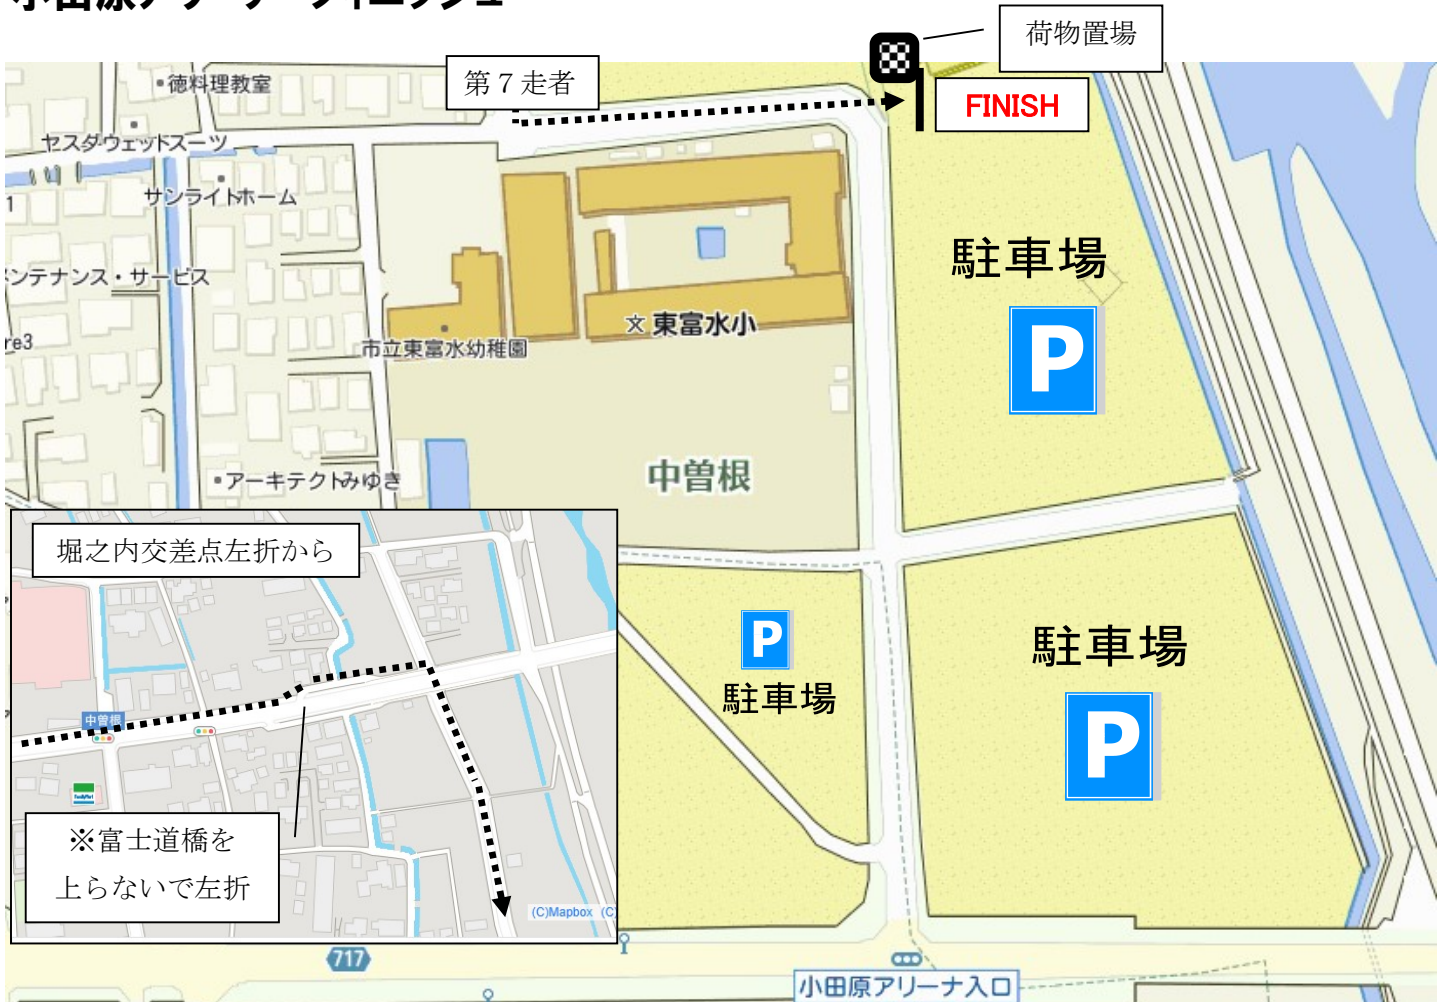 荷物置場
第7走者
FINISH
徳料理教室
セスダウェットスーツ
サンライトホーム
1
ンテナンス・サービス
駐車場
P
文 東富水小
re3
市立東富水幼稚園
アーキテクトみゆき
中曽根
堀之内交差点左折から
P
駐車場
駐車場
P
中曽根
FamilyMart
※富士道橋を
上らないで左折
(C)Mapbox (C)
717
小田原アリーナ入口